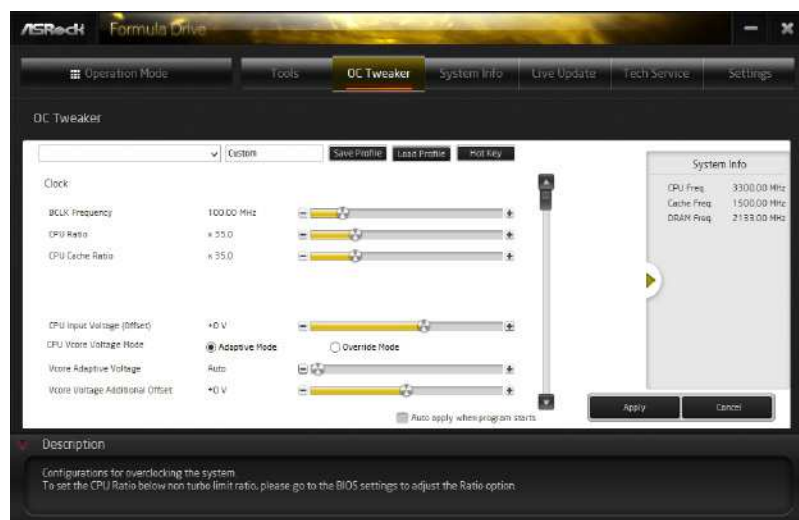 ASRock Formula Drive
Operation Mode Tools OC Tweaker System Info Live Update Tech Service Settings
OC Tweaker
Custom Save Profile Load Profile Hot Key
System Info
Clock
CPU Freq. 3300.00 MHz
Cache Freq. 1500.00 MHz
DRAM Freq. 2133.00 MHz
BCLK Frequency 100.00 MHz
CPU Ratio x 33.0
CPU Cache Ratio x 35.0
CPU Input Voltage (Offset) +0 V
CPU Vcore Voltage Mode Adaptive Mode Override Mode
Vcore Adaptive Voltage Auto
Vcore Voltage Additional Offset +0 V
Auto apply when program starts
Apply Cancel
Description
Configurations for overclocking the system.
To set the CPU Ratio below non turbo limit ratio, please go to the BIOS settings to adjust the Ratio option.